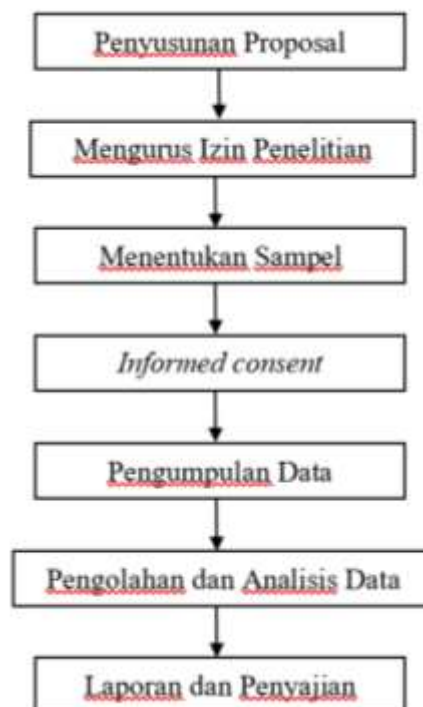 Penyusunan Proposal
Mengurus Izin Penelitian
Menentukan Sampel
Informed consent
Pengumpulan Data
Pengolahan dan Analisis Data
Laporan dan Penyajian